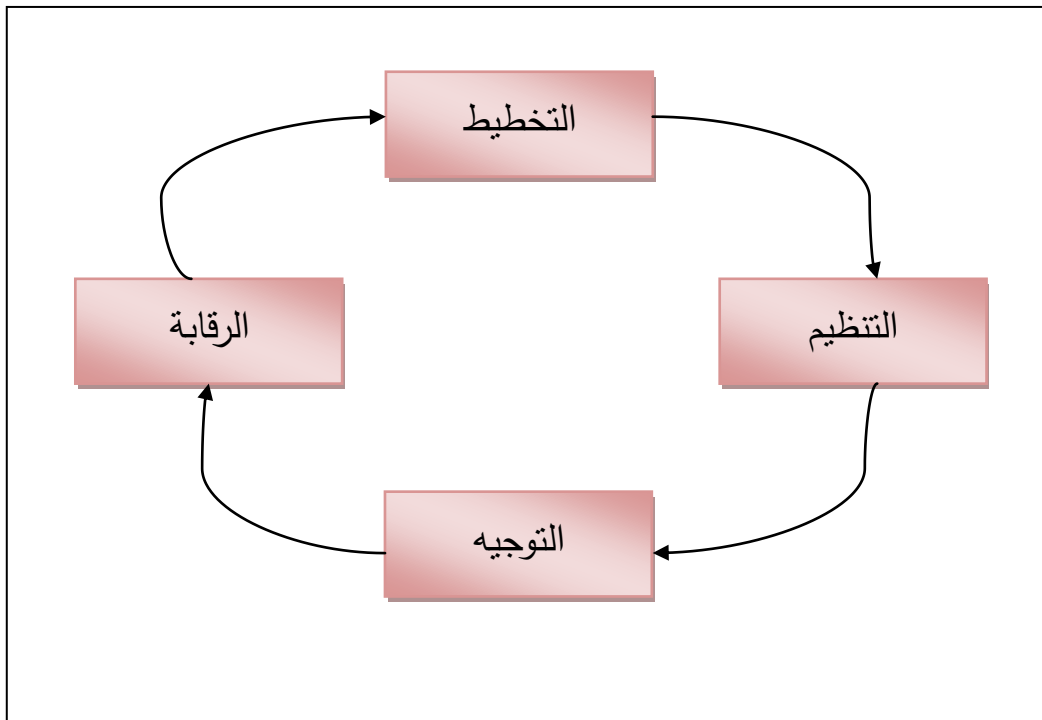 التخطيط
التنظيم
التوجيه
الرقابة